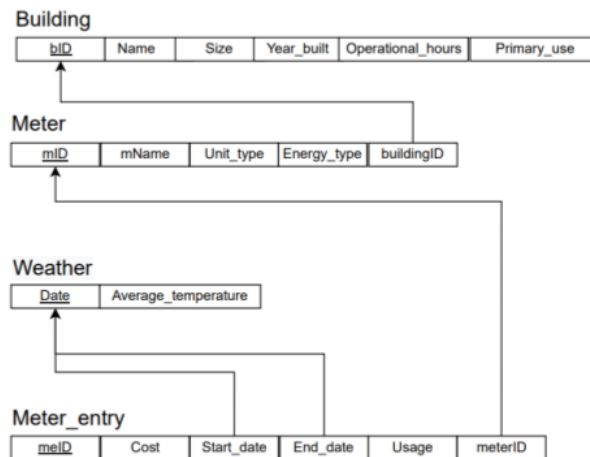 Building
bID Name Size Year_built Operational_hours Primary_use
Meter
mID mName Unit_type Energy_type buildingID
Weather
Date Average_temperature
Meter_entry
meID Cost Start_date End_date Usage meterID